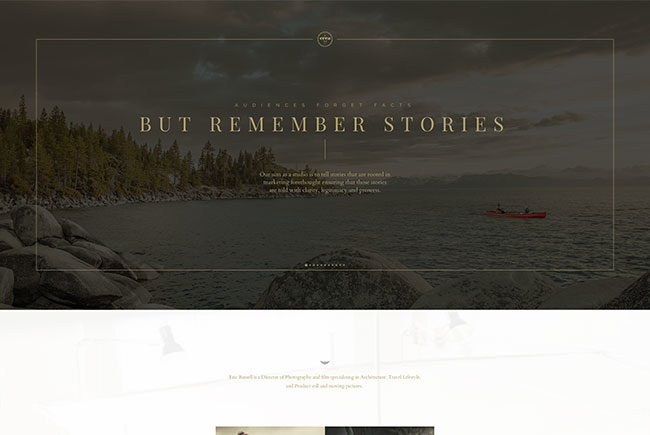 AUDIENCES FORGET FACTS
BUT REMEMBER STORIES
Our aim as a studio is to tell stories that are rooted in
marketing forethought ensuring that those stories
are told with clarity, legitimacy and prowess.
Eric Russell is a Director of Photography and film specialising in Architecture, Travel Lifestyle,
and Product still and moving pictures.